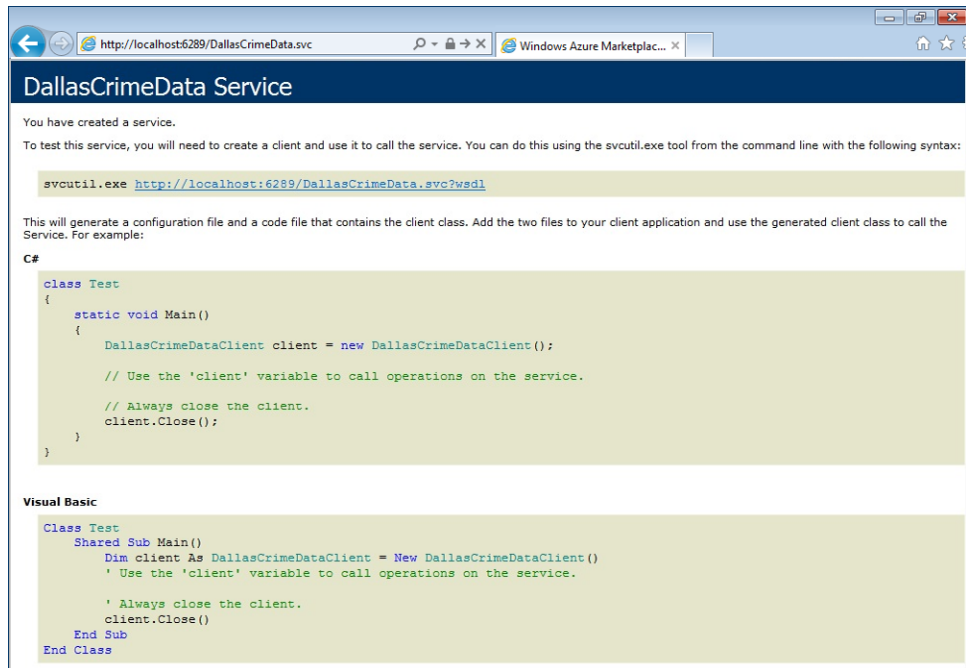 http://localhost:6289/DallasCrimeData.svc
Windows Azure Marketplac...
DallasCrimeData Service
You have created a service.
To test this service, you will need to create a client and use it to call the service. You can do this using the svcutil.exe tool from the command line with the following syntax:
svcutil.exe http://localhost:6289/DallasCrimeData.svc?wsdl
This will generate a configuration file and a code file that contains the client class. Add the two files to your client application and use the generated client class to call the
Service. For example:
C#
class Test
{
    static void Main()
    {
        DallasCrimeDataClient client = new DallasCrimeDataClient();
        // Use the 'client' variable to call operations on the service.
        // Always close the client.
        client.Close();
    }
}
Visual Basic
Class Test
    Shared Sub Main()
        Dim client As DallasCrimeDataClient = New DallasCrimeDataClient()
        ' Use the 'client' variable to call operations on the service.
        ' Always close the client.
        client.Close()
    End Sub
End Class